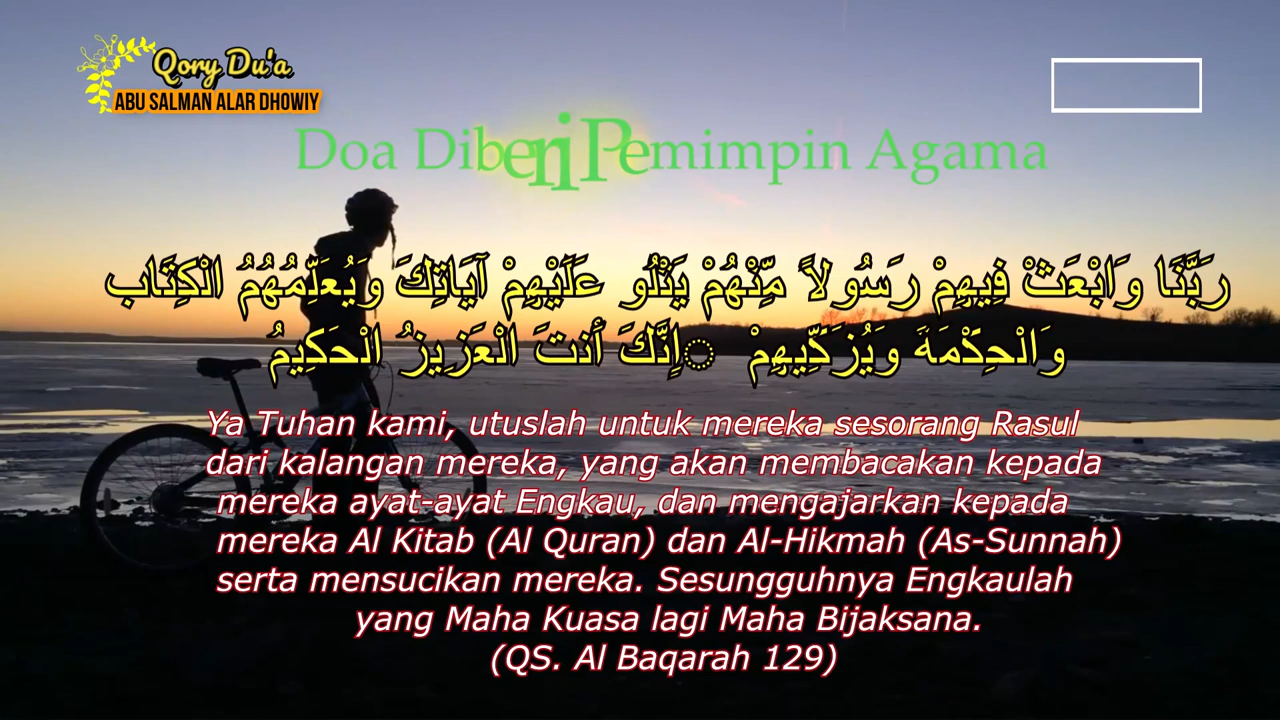 Qory Du'a
ABU SALMAN ALAR DHOWIY
Doa Diberi Pemimpin Agama
رَبَّنَا وَابْعَثْ فِيهِمْ رَسُولاً مِّنْهُمْ يَتْلُو عَلَيْهِمْ آيَاتِكَ وَيُعَلِّمُهُمُ الْكِتَابَ
وَالْحِكْمَةَ وَيُزَكِّيهِمْ ۚ إِنَّكَ أَنتَ الْعَزِيزُ الْحَكِيمُ
Ya Tuhan kami, utuslah untuk mereka sesorang Rasul
dari kalangan mereka, yang akan membacakan kepada
mereka ayat-ayat Engkau, dan mengajarkan kepada
mereka Al Kitab (Al Quran) dan Al-Hikmah (As-Sunnah)
serta mensucikan mereka. Sesungguhnya Engkaulah
yang Maha Kuasa lagi Maha Bijaksana.
(QS. Al Baqarah 129)